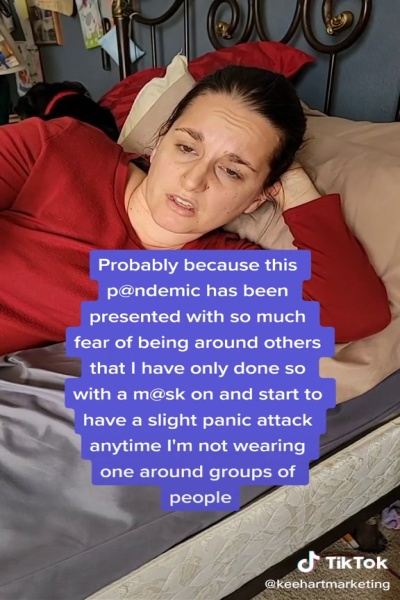 Probably because this
p@ndemic has been
presented with so much
fear of being around others
that I have only done so
with a m@sk on and start to
have a slight panic attack
anytime I'm not wearing
one around groups of
people
TikTok
@keehartmarketing